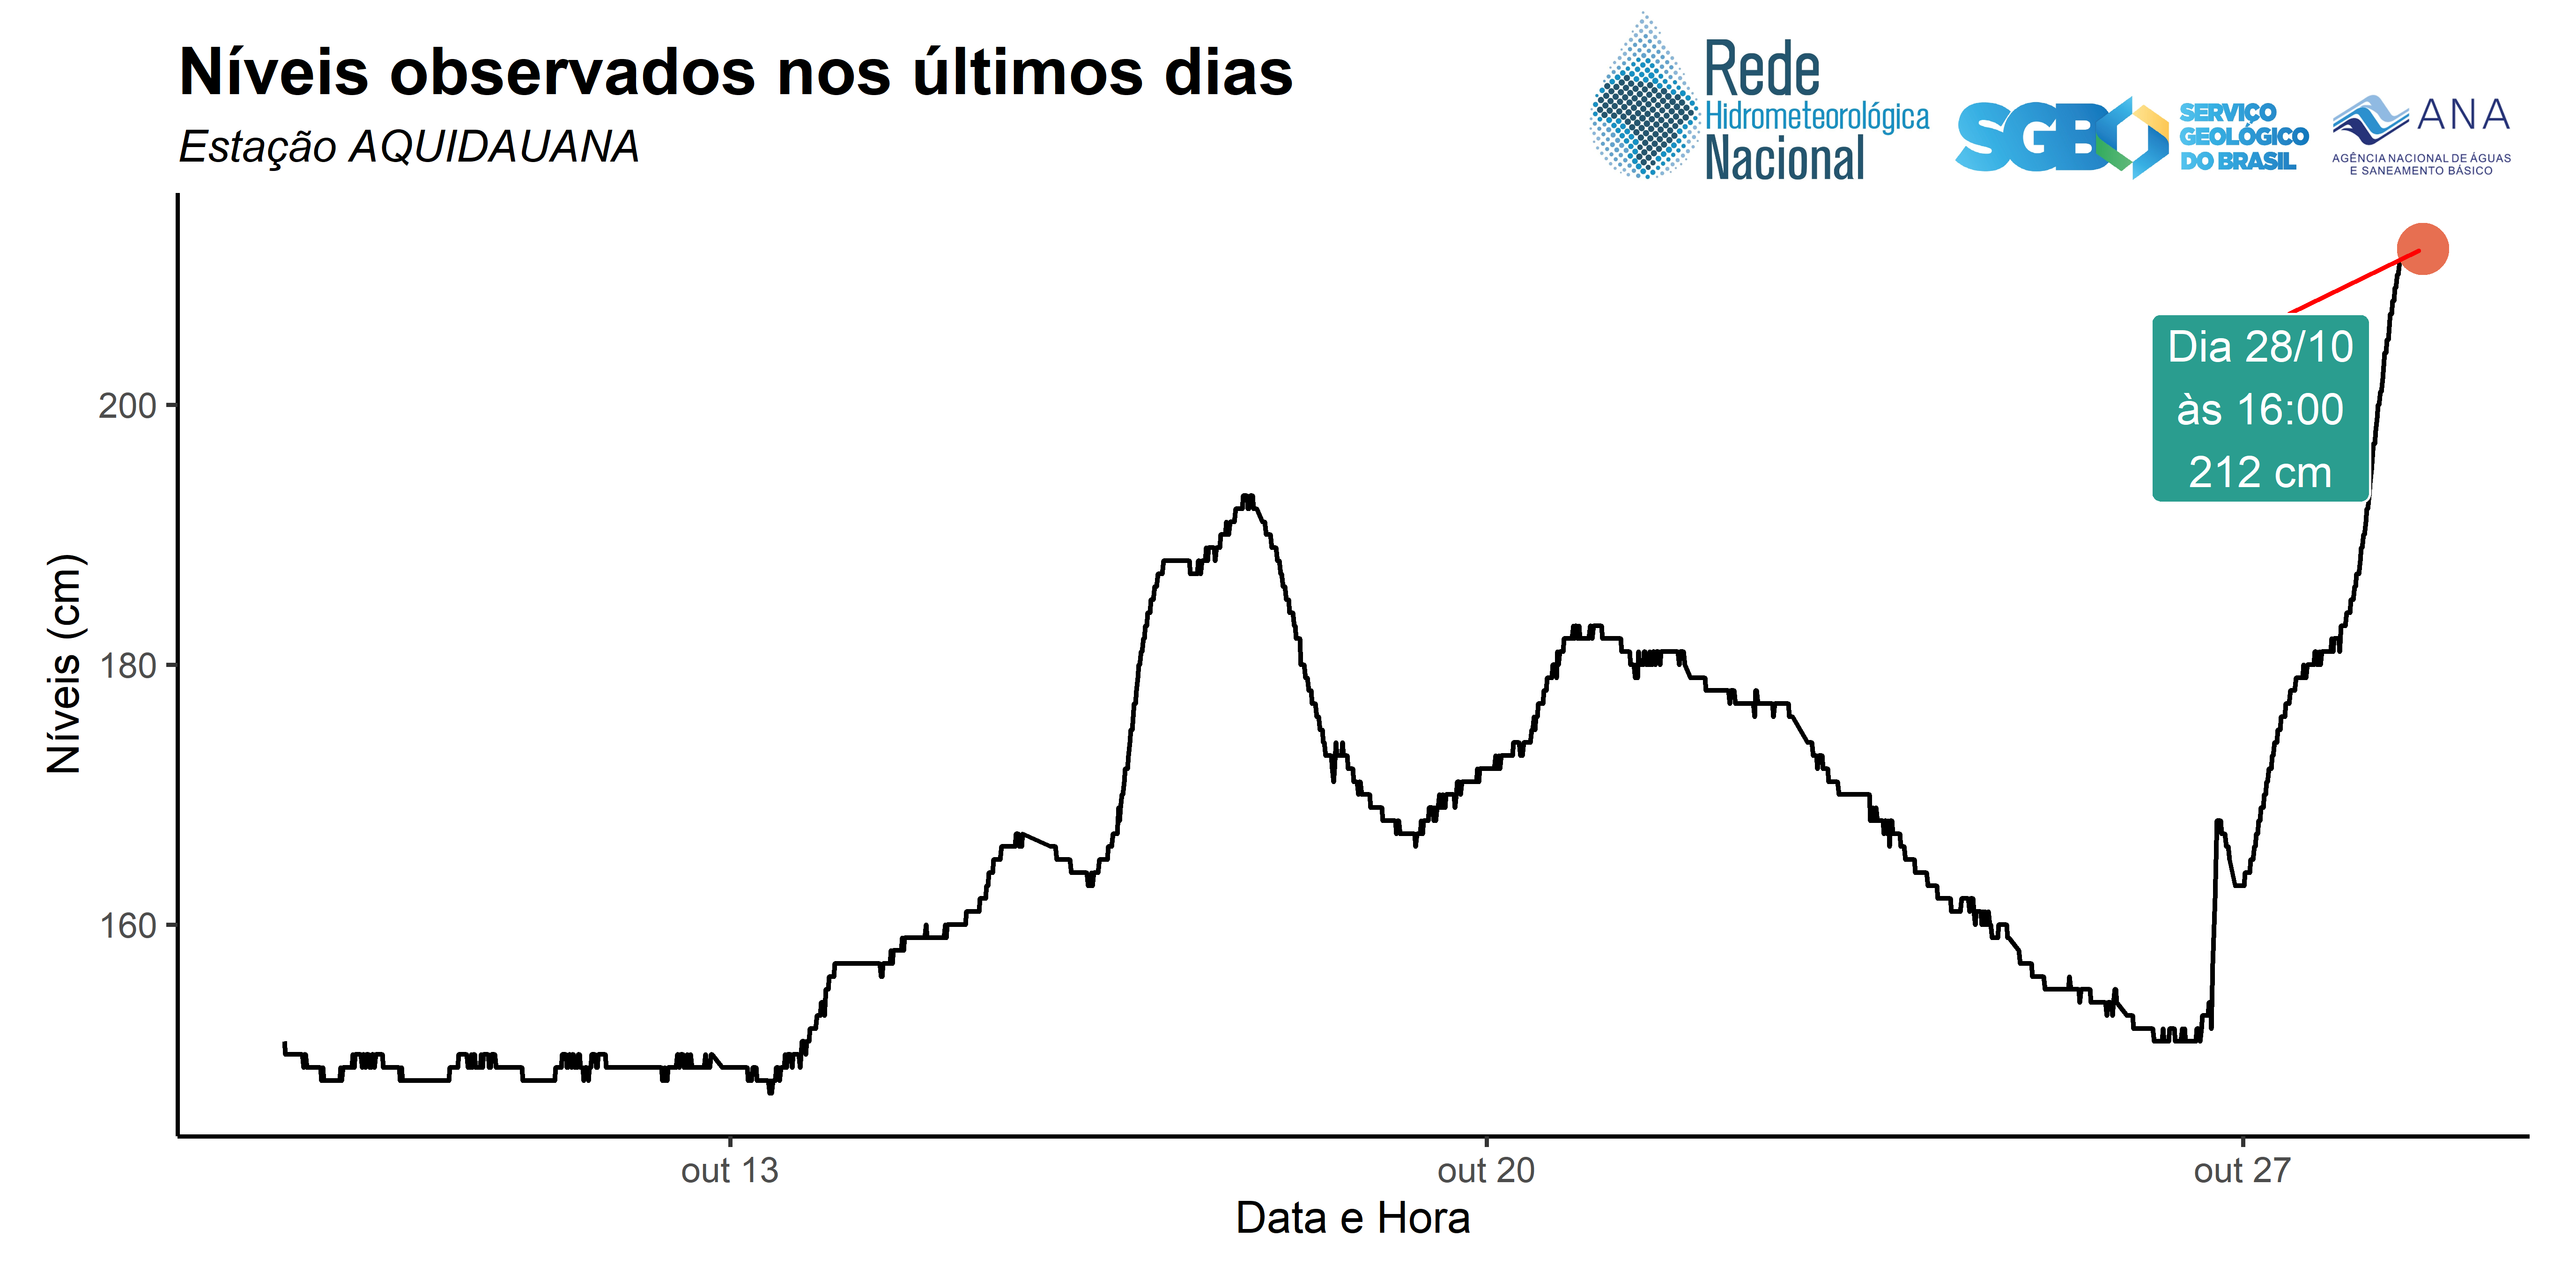 Níveis observados nos últimos dias
Estação AQUIDAUANA
Rede
Hidrometeorológica
Nacional
SGB
SERVIÇO
GEOLÓGICO
DO BRASIL
ANA
AGÊNCIA NACIONAL DE ÁGUAS
E SANEAMENTO BÁSICO
Dia 28/10
às 16:00
212 cm
200
180
160
Níveis (cm)
out 13
out 20
out 27
Data e Hora